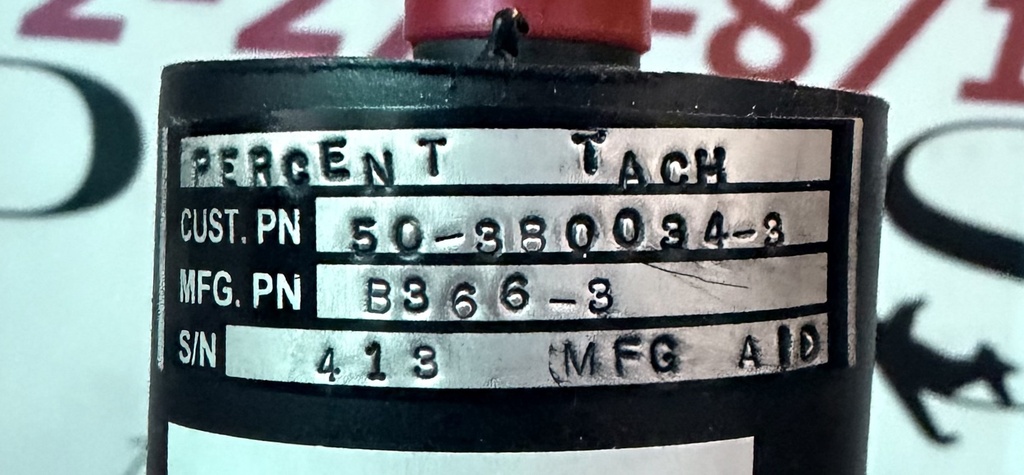 PERCENT TACH
CUST. PN 50-380034-3
MFG. PN B366-3
S/N 413 MFG AID